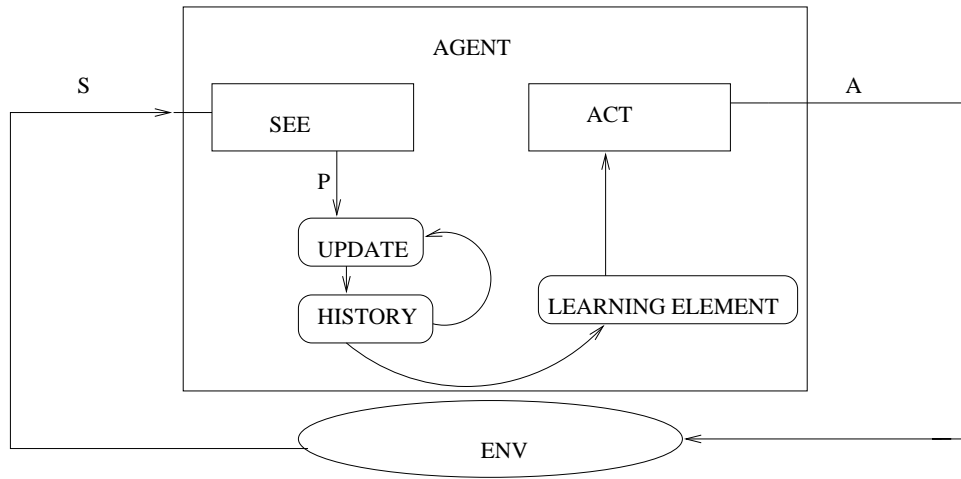 AGENT
S
A
SEE
ACT
P
UPDATE
HISTORY
LEARNING ELEMENT
ENV